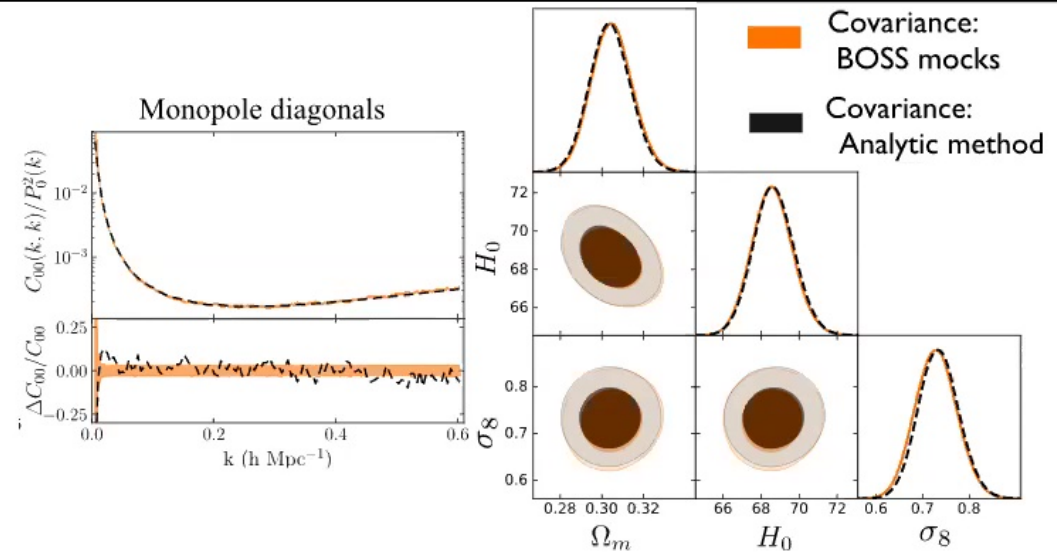 Monopole diagonals
C₀₀(k, k)/P₀²(k)
10⁻²
10⁻³
ΔC₀₀/C₀₀
0.25
0.00
−0.25
0.0
0.2
0.4
0.6
k (h Mpc⁻¹)
Covariance:
BOSS mocks
Covariance:
Analytic method
H₀
72
70
68
66
σ₈
0.8
0.7
0.6
0.28
0.30
0.32
Ωₘ
66
68
70
72
H₀
0.6
0.7
0.8
σ₈